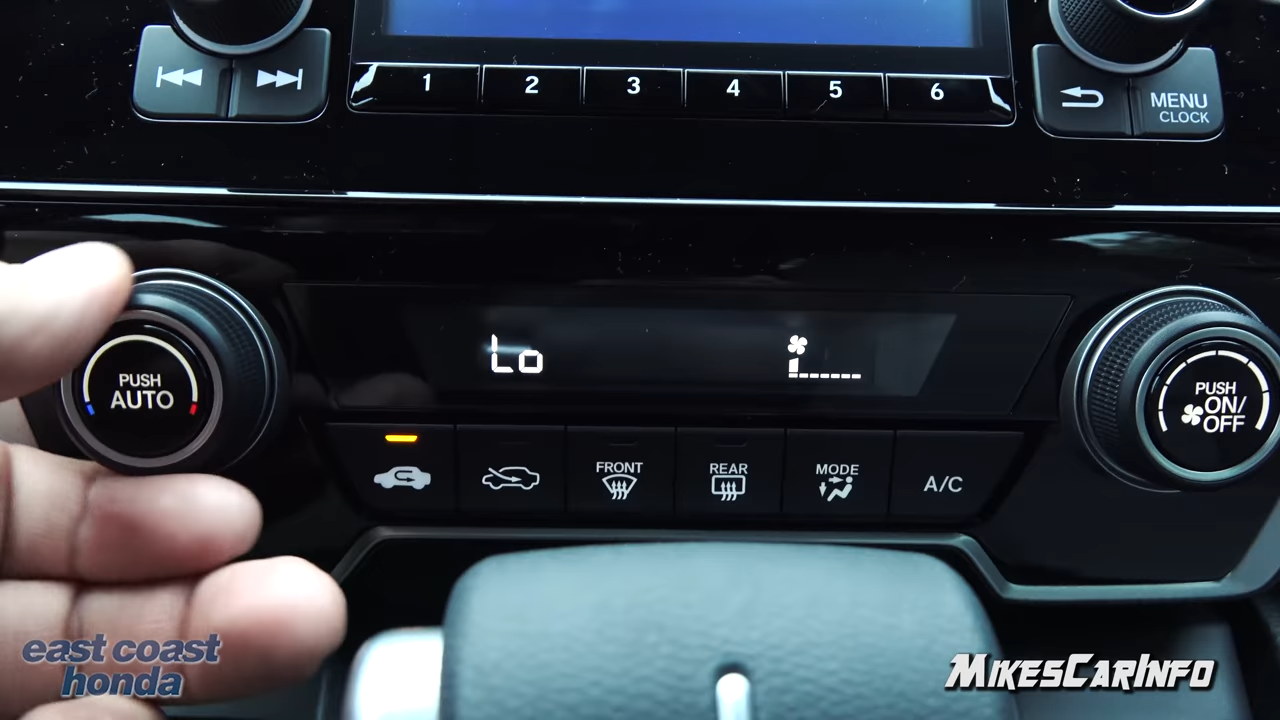 1 2 3 4 5 6
MENU
CLOCK
PUSH
AUTO
Lo
PUSH
ON/
OFF
FRONT
REAR
MODE
A/C
east coast
honda
MIKESCARINFO